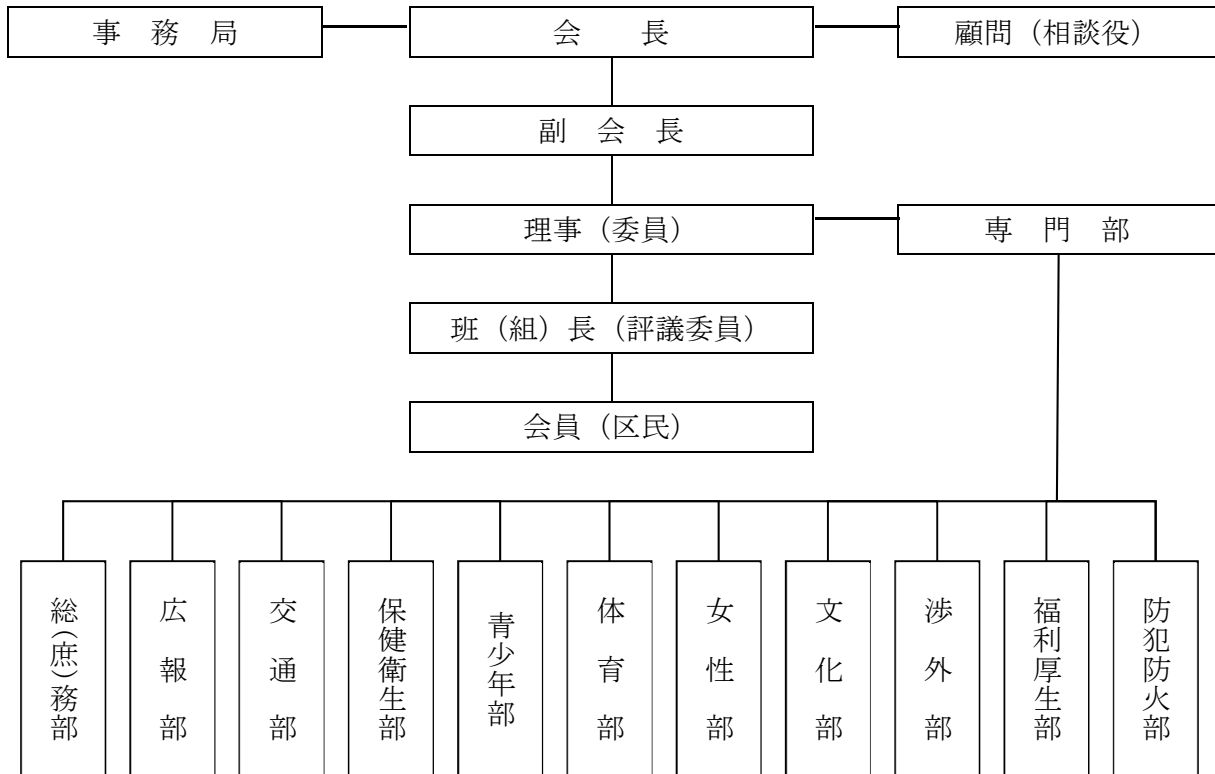 事　務　局
会　　長
顧問（相談役）
副　会　長
理事（委員）
専　門　部
班（組）長（評議委員）
会員（区民）
総（庶）務部
広報部
交通部
保健衛生部
青少年部
体育部
女性部
文化部
渉外部
福利厚生部
防犯防火部